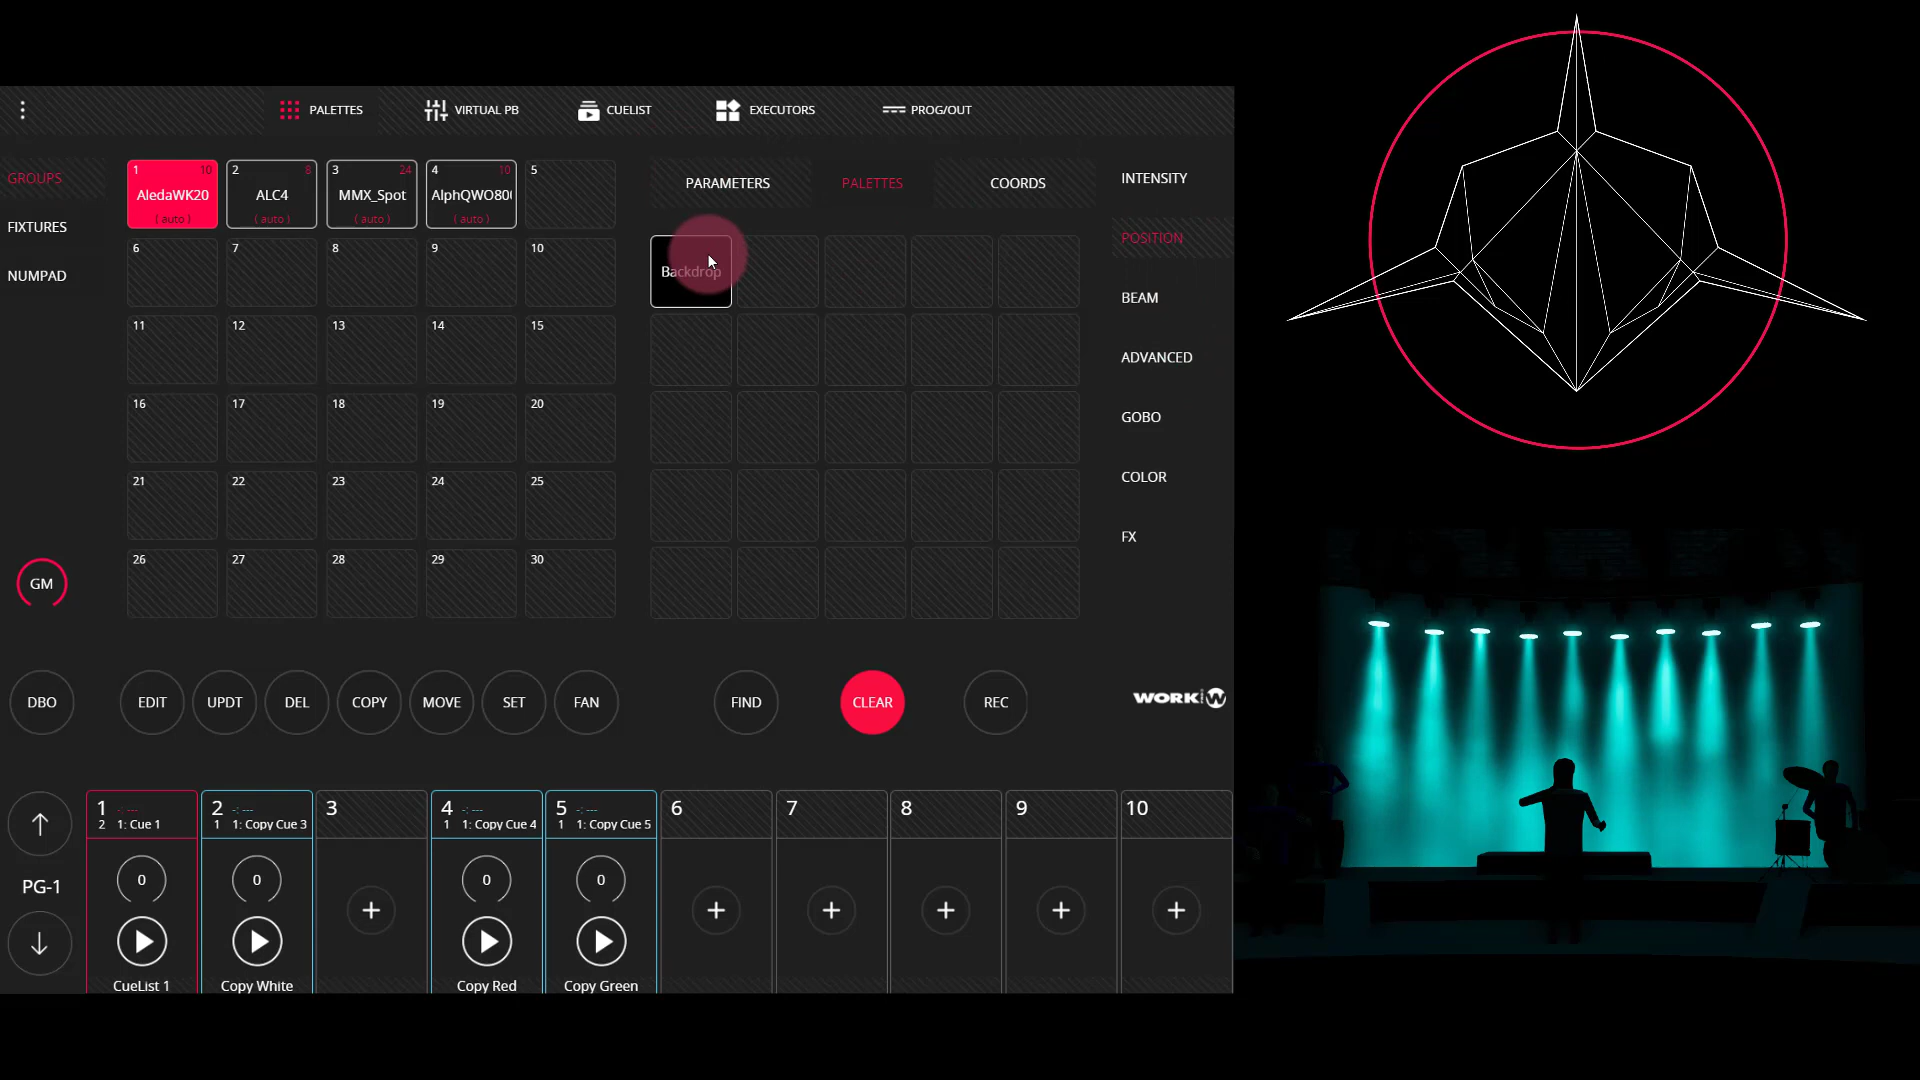 PALETTES VIRTUAL PB CUELIST EXECUTORS PROG/OUT
GROUPS
FIXTURES
NUMPAD
1 10 2 8 3 24 4 10 5
AledaWK20 ALC4 MMX_Spot AlphQWO80
( auto ) ( auto ) ( auto ) ( auto )
6 7 8 9 10
11 12 13 14 15
16 17 18 19 20
21 22 23 24 25
26 27 28 29 30
PARAMETERS PALETTES COORDS
Backdrop
INTENSITY
POSITION
BEAM
ADVANCED
GOBO
COLOR
FX
GM
DBO EDIT UPDT DEL COPY MOVE SET FAN FIND CLEAR REC
WORK
PG-1
1 -: --- 2 -: --- 3 4 -: --- 5 -: --- 6 7 8 9 10
2 1: Cue 1 1 1: Copy Cue 3 1 1: Copy Cue 4 1 1: Copy Cue 5
0 0 0 0
+ + + + + +
CueList 1 Copy White Copy Red Copy Green